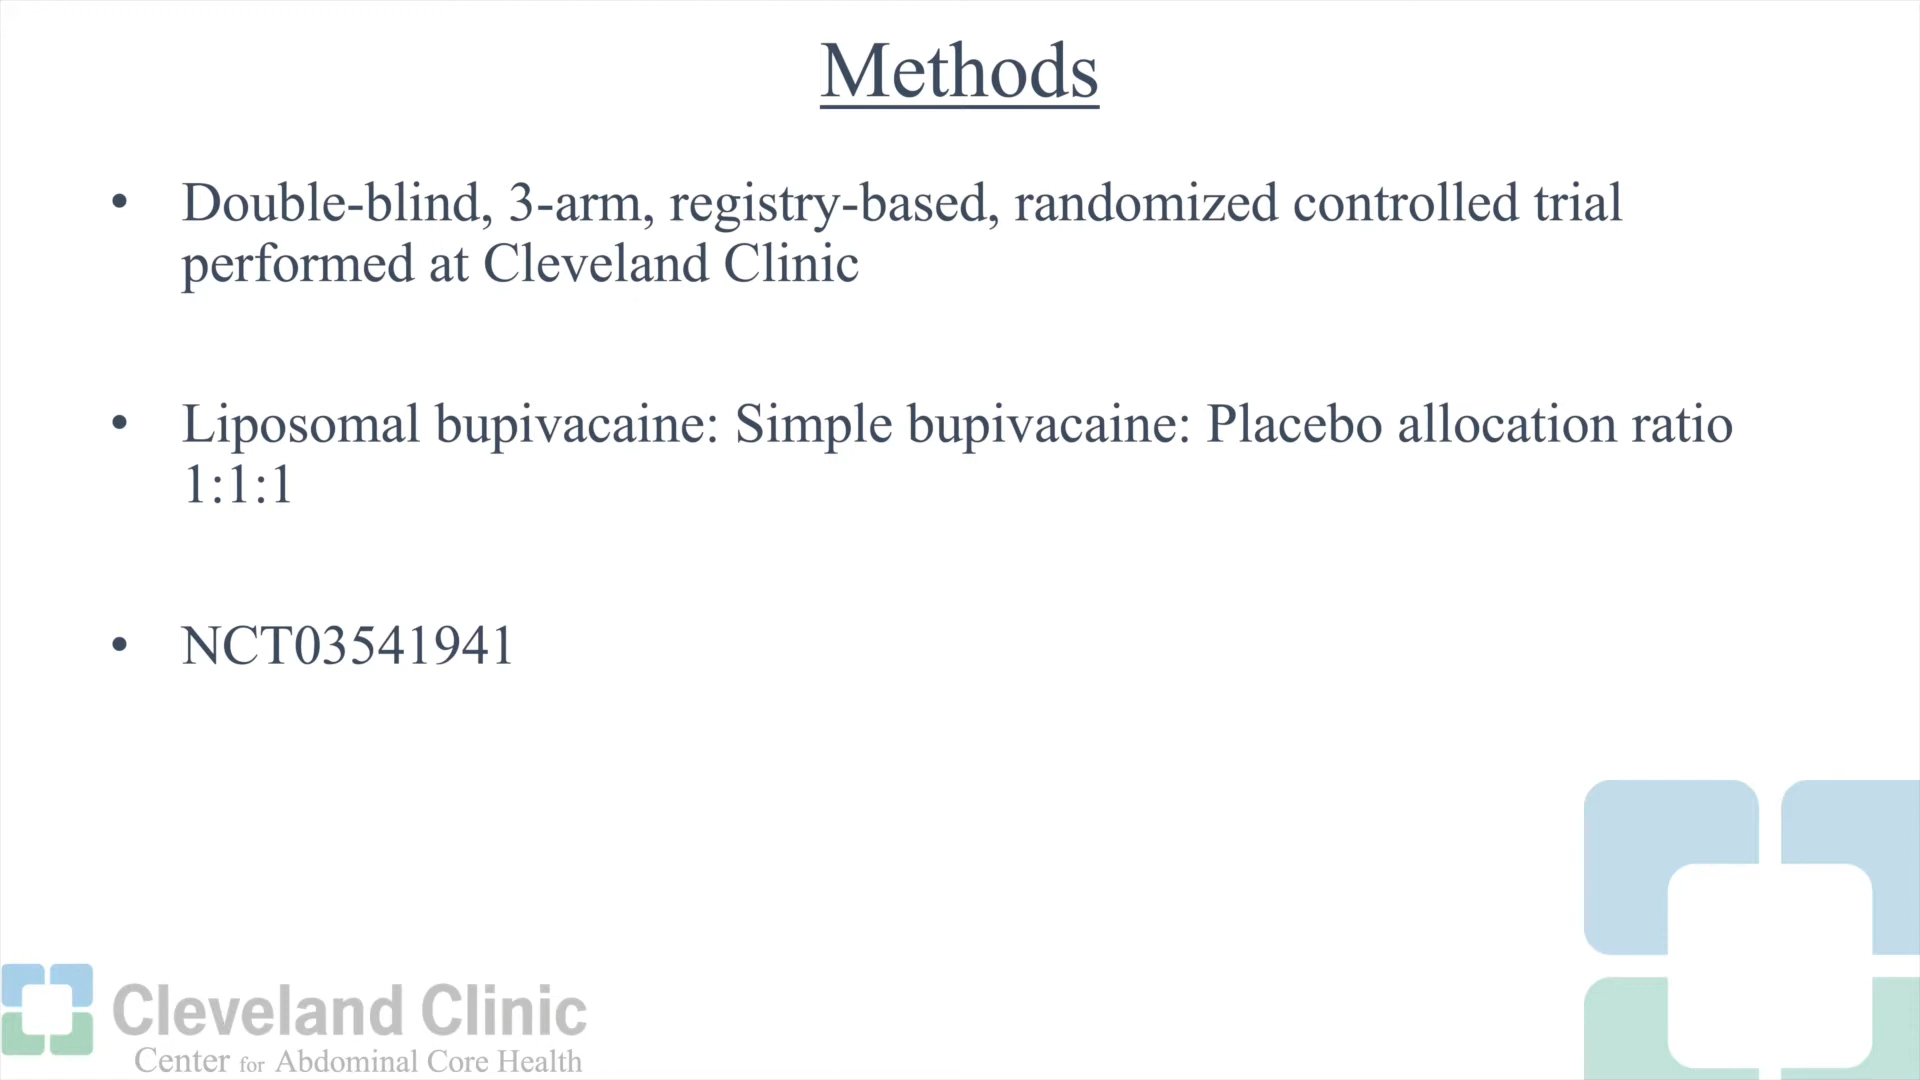 Methods
• Double-blind, 3-arm, registry-based, randomized controlled trial
performed at Cleveland Clinic
• Liposomal bupivacaine: Simple bupivacaine: Placebo allocation ratio
1:1:1
• NCT03541941
Cleveland Clinic
Center for Abdominal Core Health